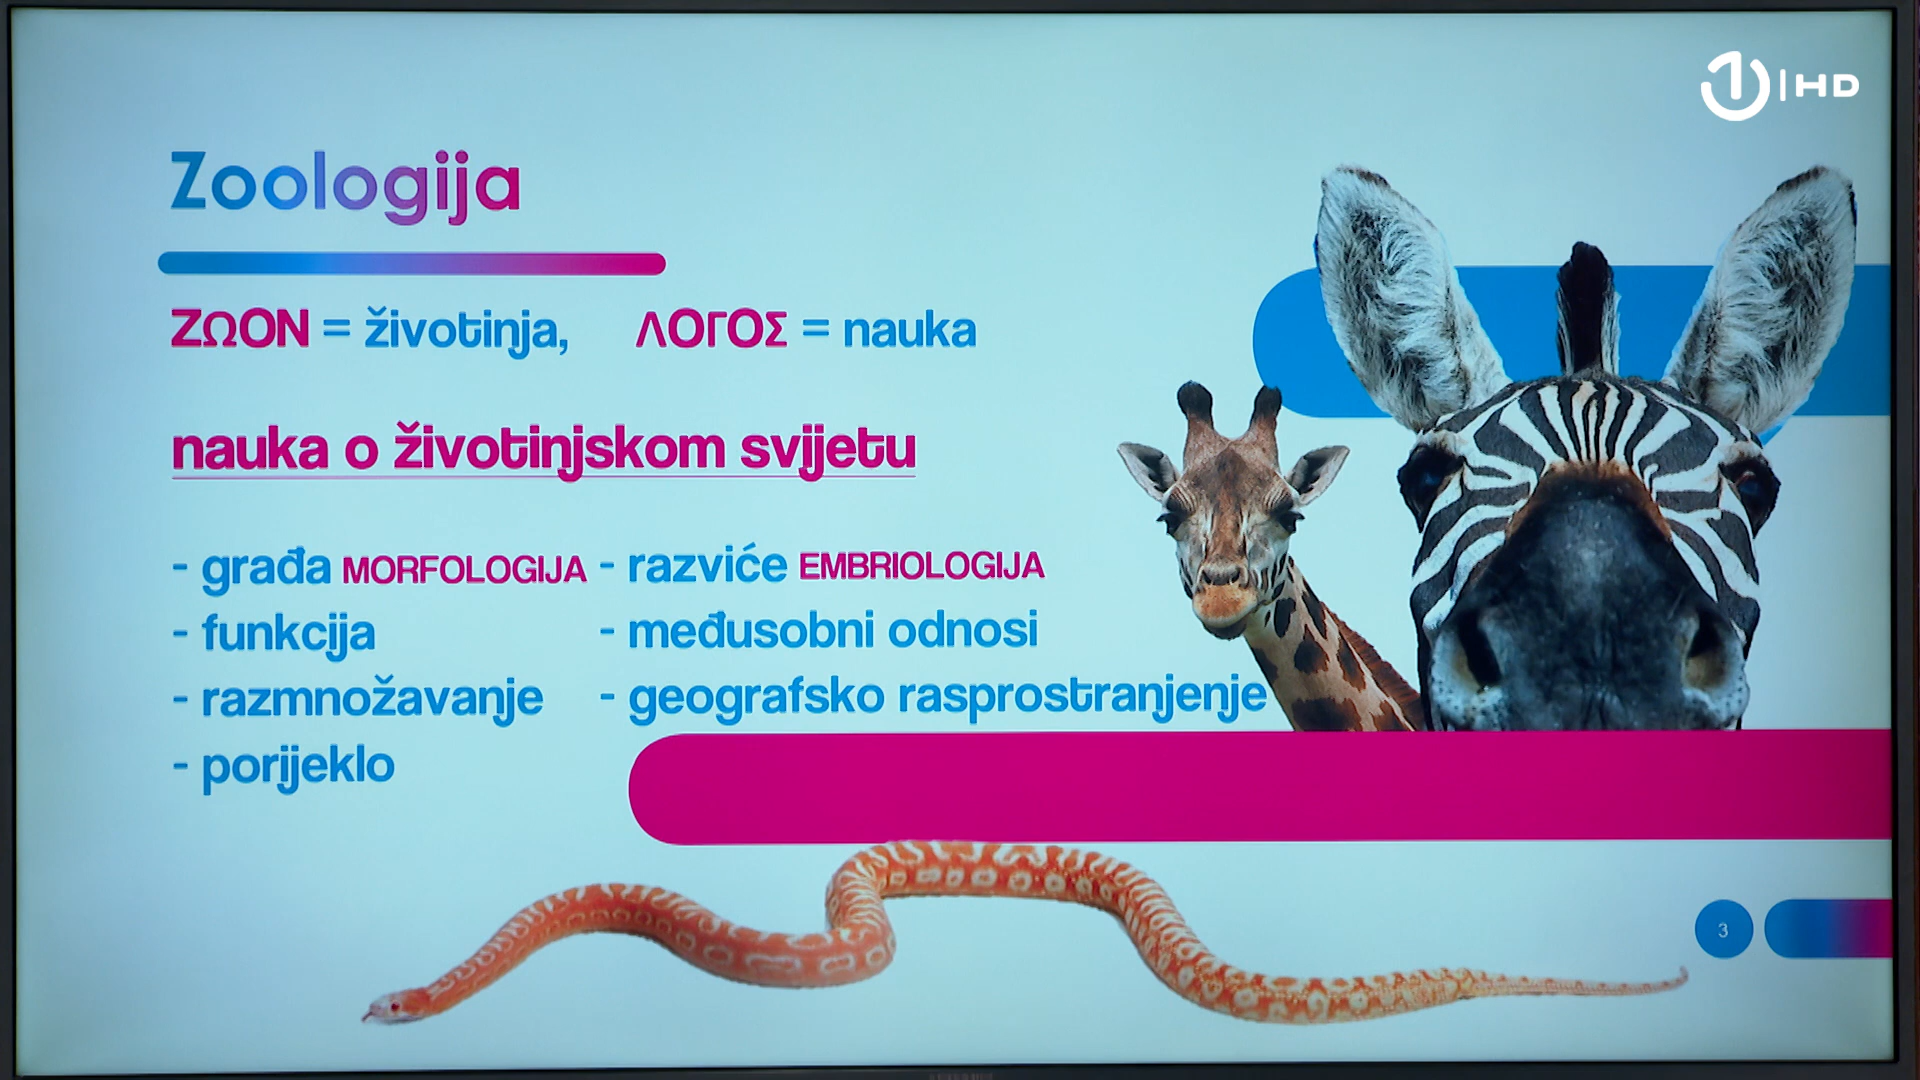 1 | HD
Zoologija
ΖΩΟΝ = životinja, ΛΟΓΟΣ = nauka
nauka o životinjskom svijetu
- građa MORFOLOGIJA
- funkcija
- razmnožavanje
- porijeklo
- razviće EMBRIOLOGIJA
- međusobni odnosi
- geografsko rasprostranjenje
3